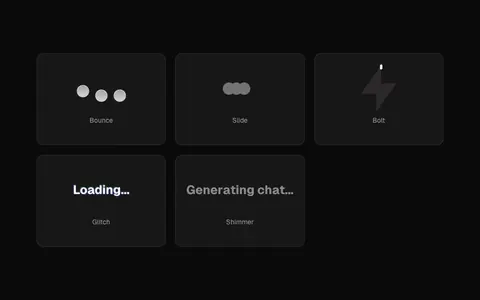 Bounce
Slide
Bolt
Loading...
Generating chat...
Glitch
Shimmer